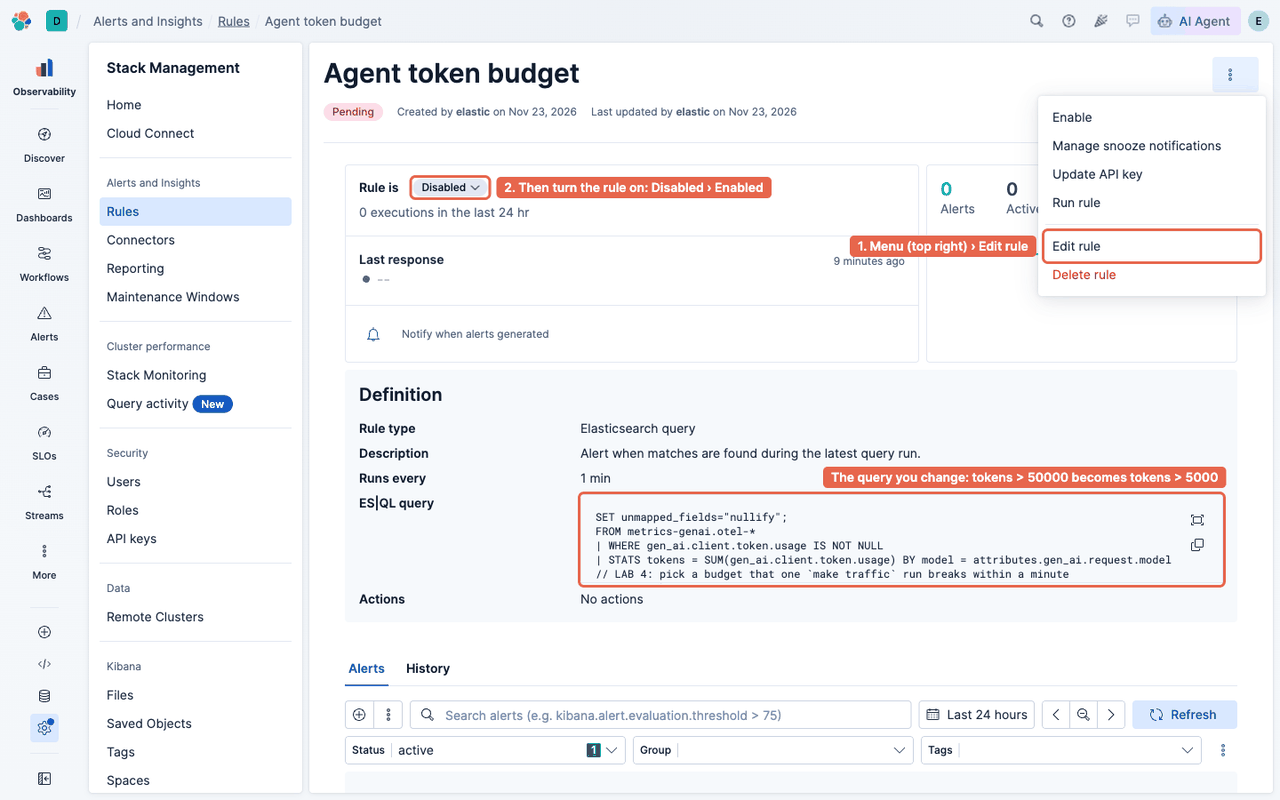 D / Alerts and Insights / Rules / Agent token budget
AI Agent
E
Observability
Discover
Dashboards
Workflows
Alerts
Cases
SLOs
Streams
More
Stack Management
Home
Cloud Connect
Alerts and Insights
Rules
Connectors
Reporting
Maintenance Windows
Cluster performance
Stack Monitoring
Query activity New
Security
Users
Roles
API keys
Data
Remote Clusters
Kibana
Files
Saved Objects
Tags
Spaces
Agent token budget
Pending Created by elastic on Nov 23, 2026 Last updated by elastic on Nov 23, 2026
Enable
Manage snooze notifications
Update API key
Run rule
Edit rule
Delete rule
Rule is Disabled 2. Then turn the rule on: Disabled › Enabled
0 executions in the last 24 hr
0
Alerts
0
Active
1. Menu (top right) › Edit rule
Last response
9 minutes ago
--
Notify when alerts generated
Definition
Rule type Elasticsearch query
Description Alert when matches are found during the latest query run.
Runs every 1 min
The query you change: tokens > 50000 becomes tokens > 5000
ES|QL query
SET unmapped_fields="nullify";
FROM metrics-genai.otel-*
| WHERE gen_ai.client.token.usage IS NOT NULL
| STATS tokens = SUM(gen_ai.client.token.usage) BY model = attributes.gen_ai.request.model
// LAB 4: pick a budget that one `make traffic` run breaks within a minute
Actions No actions
Alerts History
Search alerts (e.g. kibana.alert.evaluation.threshold > 75)
Last 24 hours
Refresh
Status active 1
Group
Tags